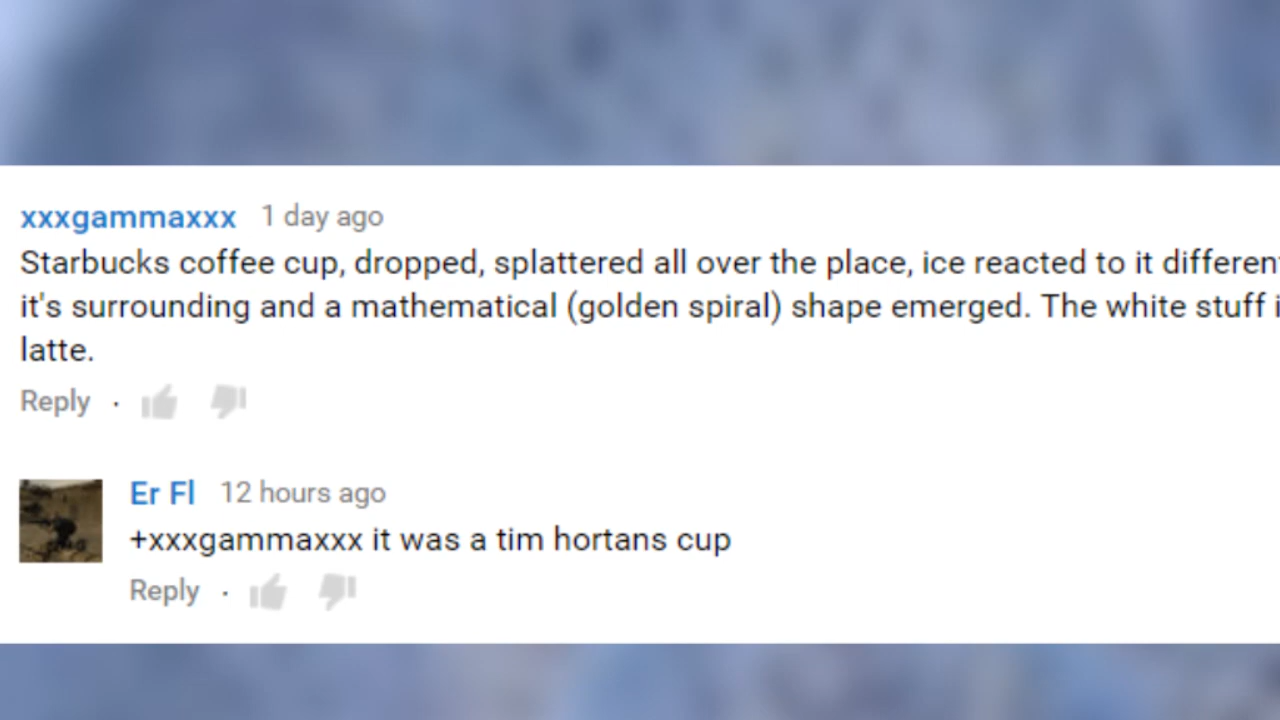 xxxgammaxxx 1 day ago
Starbucks coffee cup, dropped, splattered all over the place, ice reacted to it
it's surrounding and a mathematical (golden spiral) shape emerged. The white stuff
latte.
Reply ·
Er Fl 12 hours ago
+xxxgammaxxx it was a tim hortans cup
Reply ·